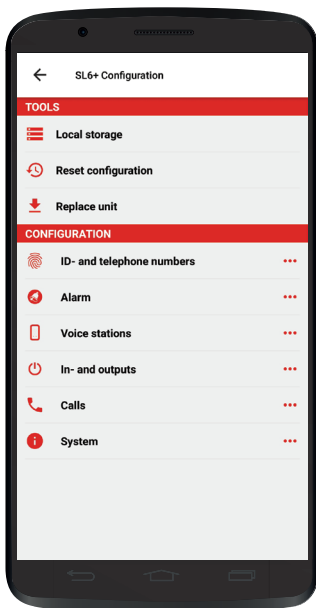 SL6+ Configuration
TOOLS
Local storage
Reset configuration
Replace unit
CONFIGURATION
ID- and telephone numbers
Alarm
Voice stations
In- and outputs
Calls
System